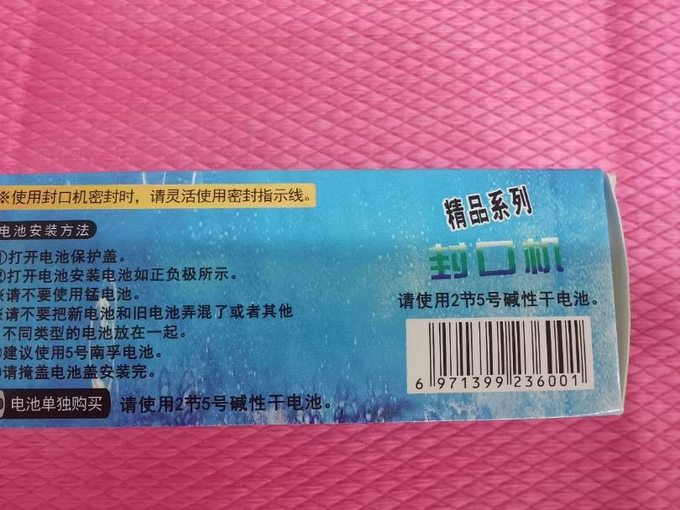 ※使用封口机密封时，请灵活使用密封指示线。
电池安装方法
①打开电池保护盖。
②打开电池安装电池如正负极所示。
※请不要使用锰电池。
※请不要把新电池和旧电池弄混了或者其他
不同类型的电池放在一起。
建议使用5号南孚电池。
请掩盖电池盖安装完。
电池单独购买 请使用2节5号碱性干电池。
精品系列
封口机
请使用2节5号碱性干电池。
6 971399 236001